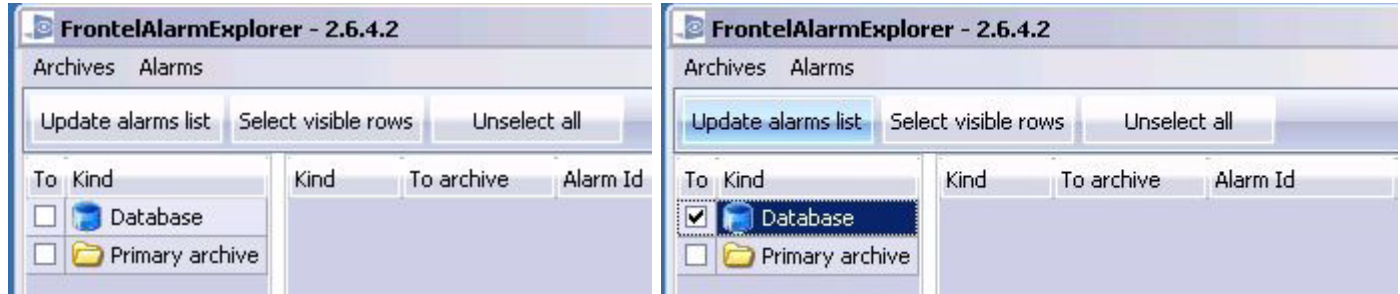 FrontelAlarmExplorer - 2.6.4.2
Archives Alarms
Update alarms list Select visible rows Unselect all
To Kind Kind To archive Alarm Id
Database
Primary archive
FrontelAlarmExplorer - 2.6.4.2
Archives Alarms
Update alarms list Select visible rows Unselect all
To Kind Kind To archive Alarm Id
Database
Primary archive